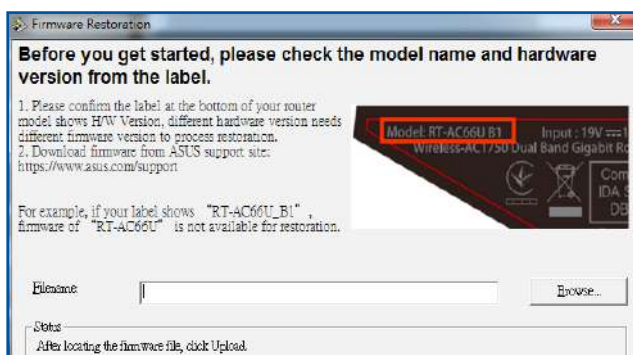 Firmware Restoration
Before you get started, please check the model name and hardware
version from the label.
1. Please confirm the label at the bottom of your router
model shows H/W Version, different hardware version needs
different firmware version to process restoration.
2. Download firmware from ASUS support site:
https://www.asus.com/support
For example, if your label shows “RT-AC66U_B1”,
firmware of “RT-AC66U” is not available for restoration.
Model: RT-AC66U B1 Input : 19V
Wireless-AC1750 Dual Band Gigabit Ro
Com
IDA S
DB
Filename:
Browse...
Status
After locating the firmware file, click Upload.